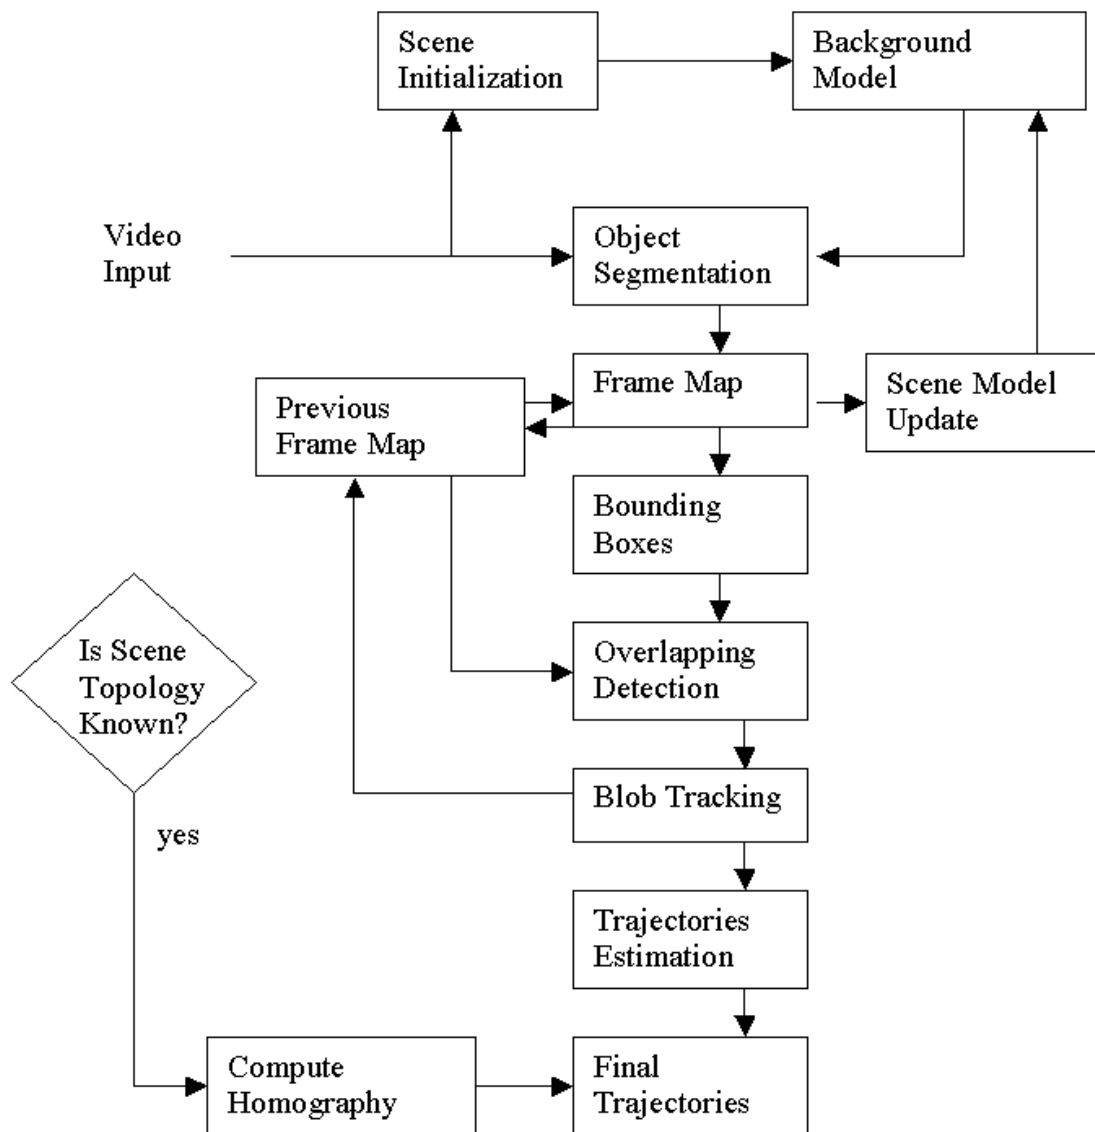 Scene
Initialization
Background
Model
Video
Input
Object
Segmentation
Frame Map
Scene Model
Update
Previous
Frame Map
Bounding
Boxes
Is Scene
Topology
Known?
Overlapping
Detection
Blob Tracking
yes
Trajectories
Estimation
Compute
Homography
Final
Trajectories